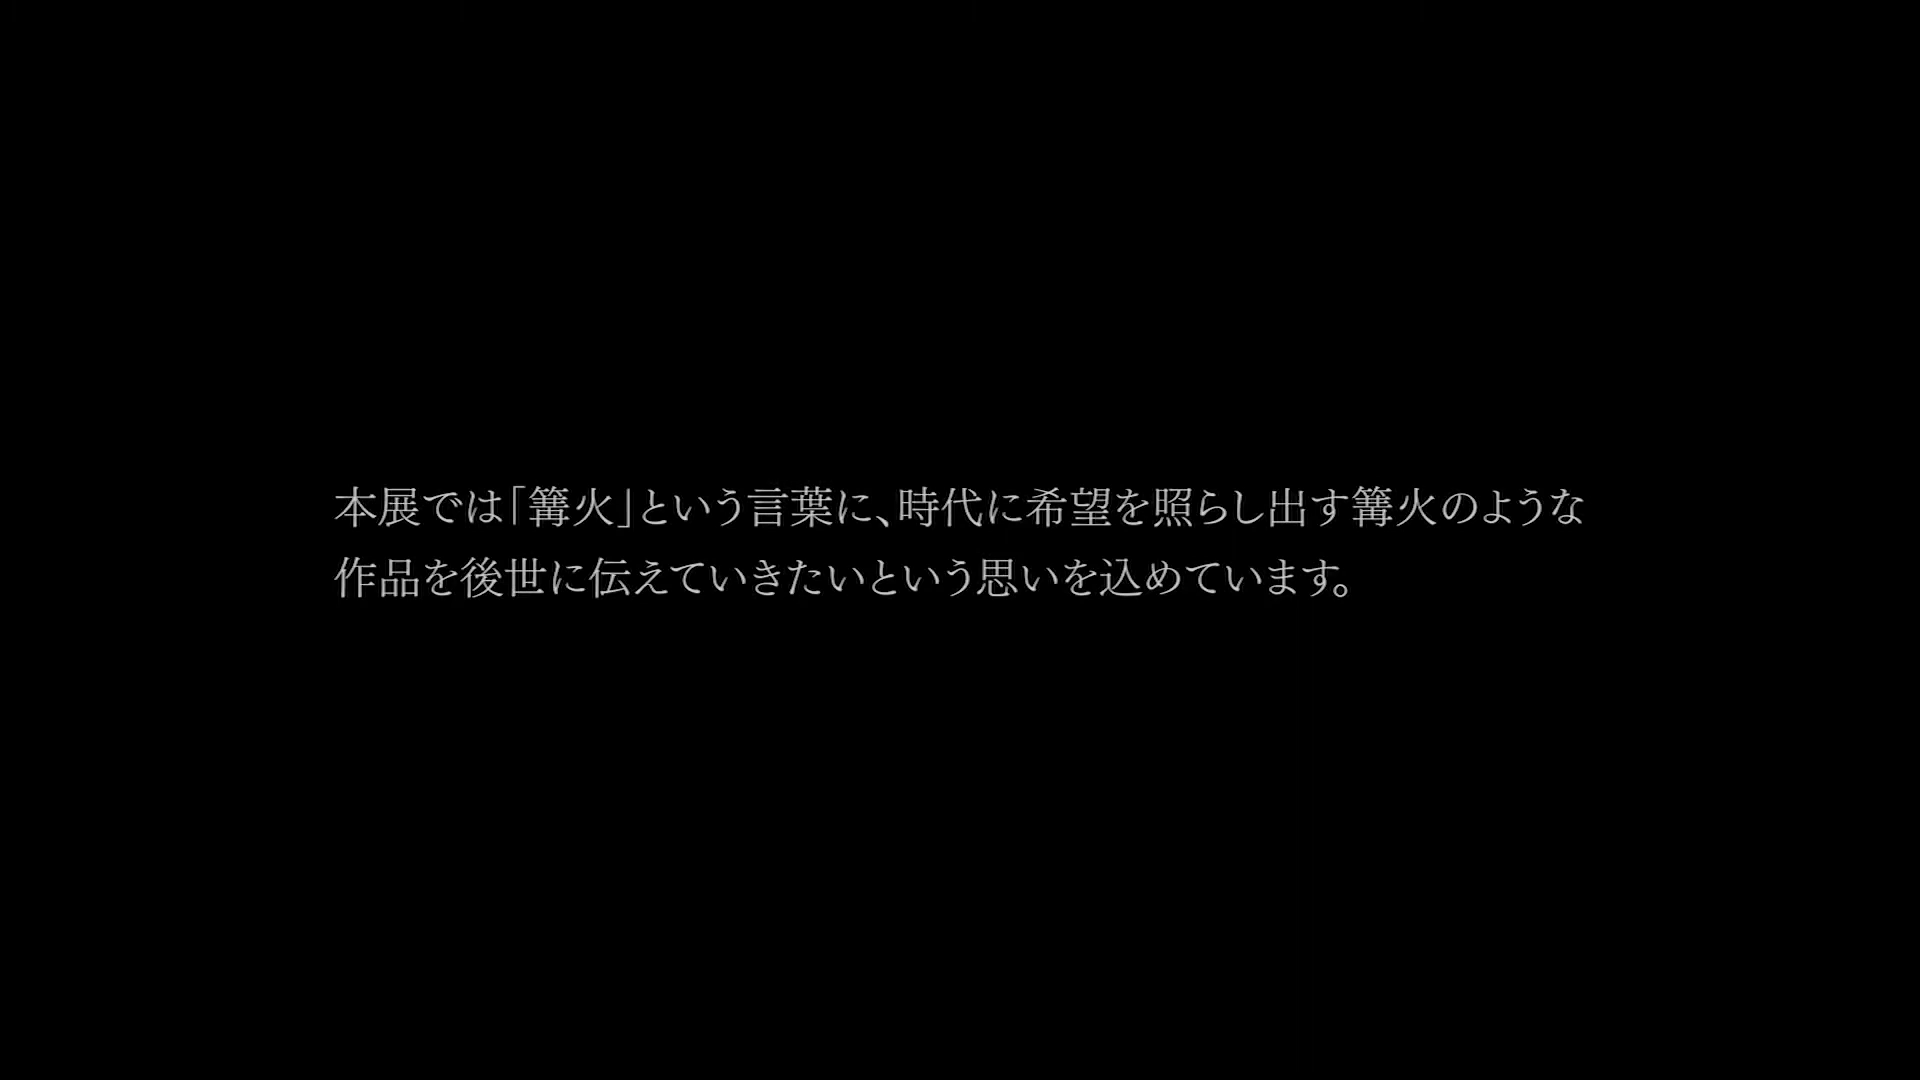 本展では「篝火」という言葉に、時代に希望を照らし出す篝火のような
作品を後世に伝えていきたいという思いを込めています。